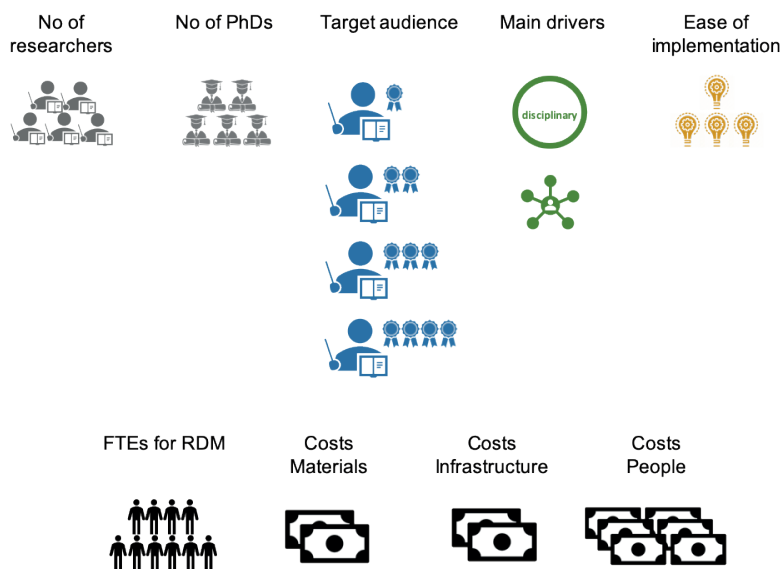 No of
researchers
No of PhDs
Target audience
Main drivers
Ease of
implementation
disciplinary
FTEs for RDM
Costs
Materials
Costs
Infrastructure
Costs
People